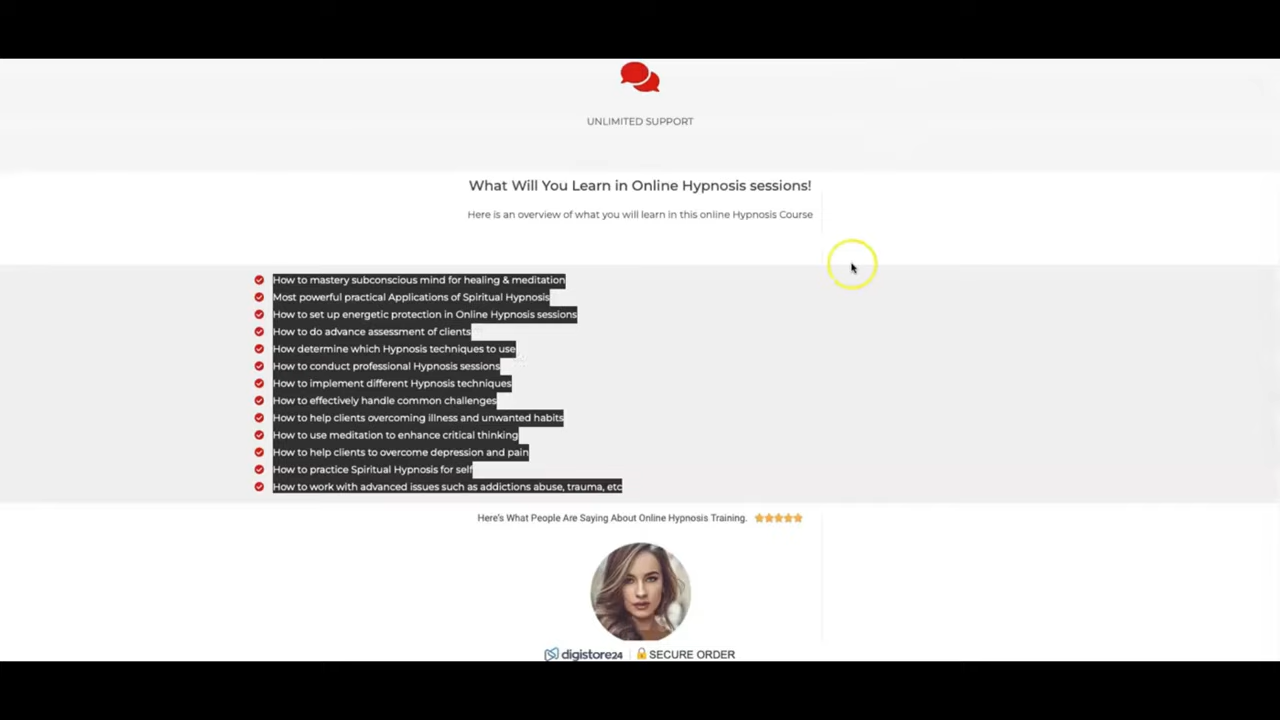 UNLIMITED SUPPORT
What Will You Learn in Online Hypnosis sessions!
Here is an overview of what you will learn in this online Hypnosis Course
How to mastery subconscious mind for healing & meditation
Most powerful practical Applications of Spiritual Hypnosis
How to set up energetic protection in Online Hypnosis sessions
How to do advance assessment of clients
How determine which Hypnosis techniques to use
How to conduct professional Hypnosis sessions
How to implement different Hypnosis techniques
How to effectively handle common challenges
How to help clients overcoming illness and unwanted habits
How to use meditation to enhance critical thinking
How to help clients to overcome depression and pain
How to practice Spiritual Hypnosis for self
How to work with advanced issues such as addictions abuse, trauma, etc
Here's What People Are Saying About Online Hypnosis Training.
digistore24 | SECURE ORDER